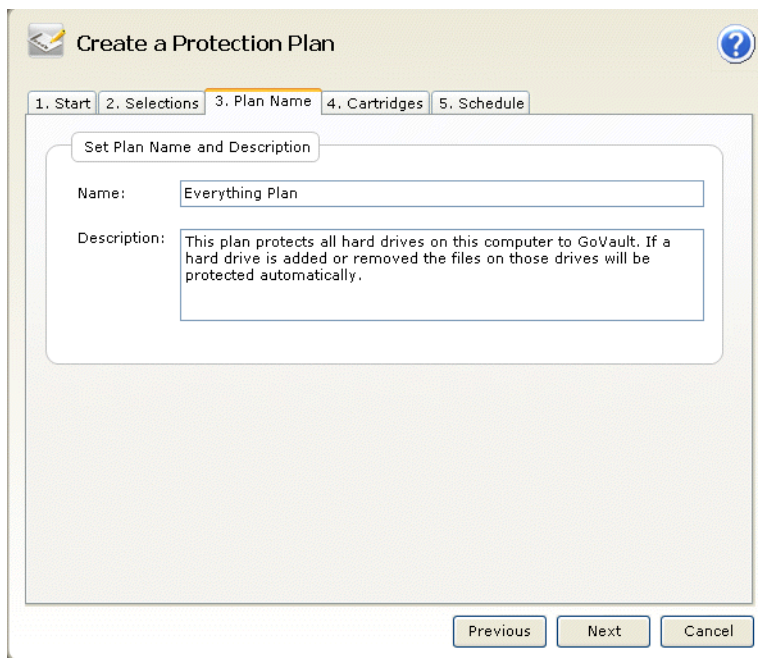 Create a Protection Plan
?
1. Start 2. Selections 3. Plan Name 4. Cartridges 5. Schedule
Set Plan Name and Description
Name: Everything Plan
Description: This plan protects all hard drives on this computer to GoVault. If a
hard drive is added or removed the files on those drives will be
protected automatically.
Previous Next Cancel